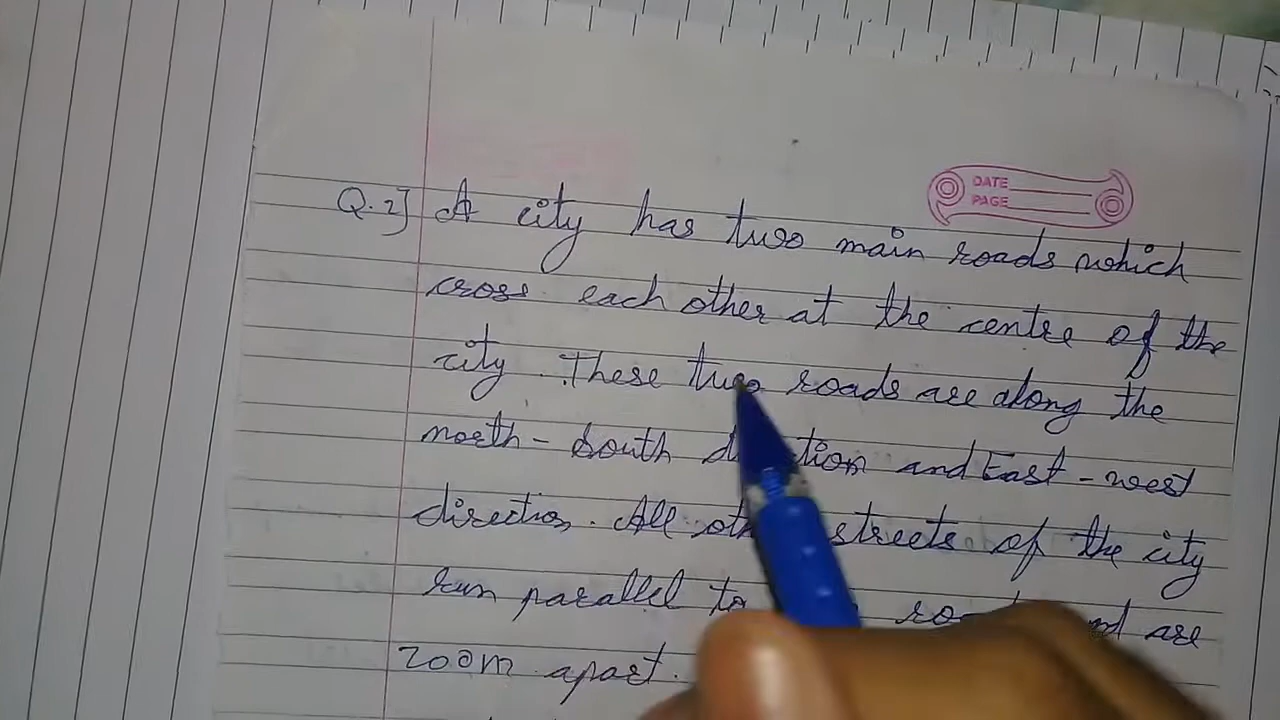 DATE
PAGE
Q.2] A city has two main roads which
cross each other at the centre of the
city. These two roads are along the
north-south direction and East-west
direction. All streets of the city
run parallel to and are
200m apart.